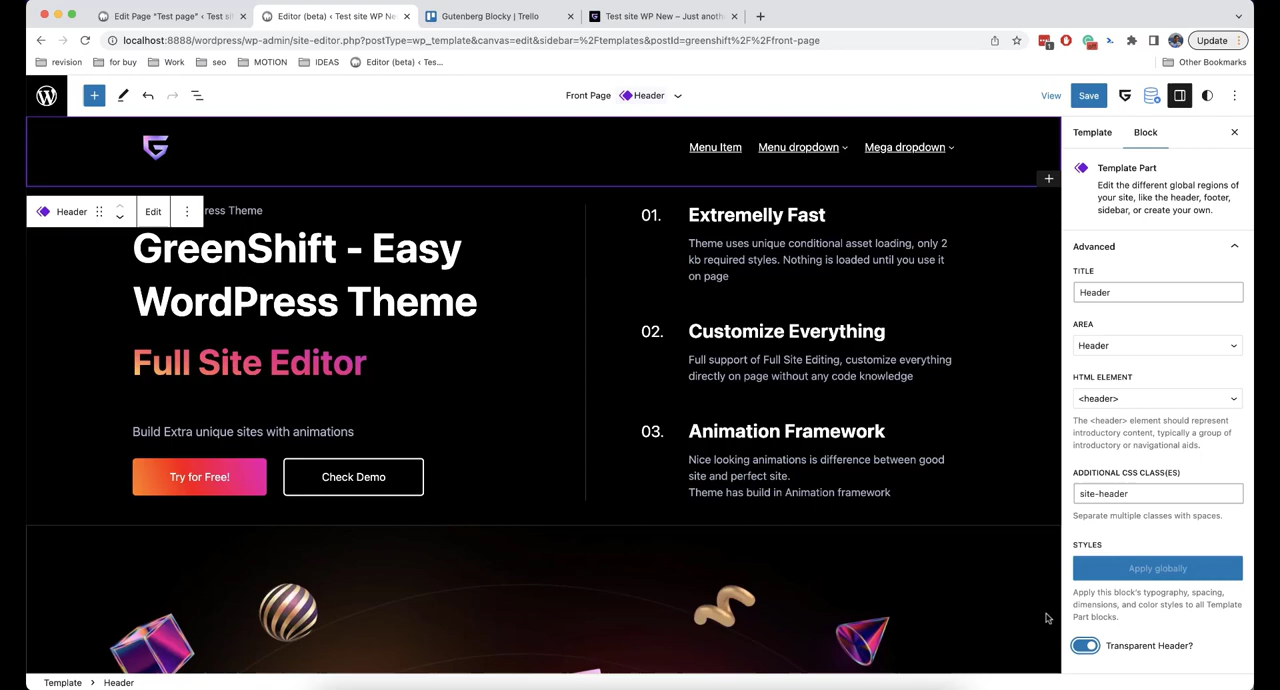 Edit Page "Test page" ‹ Test si
Editor (beta) ‹ Test site WP Ne
Gutenberg Blocky | Trello
Test site WP New – Just anoth
localhost:8888/wordpress/wp-admin/site-editor.php?postType=wp_template&canvas=edit&sidebar=%2Ftemplates&postId=greenshift%2F%2Ffront-page
Update
revision
for buy
Work
seo
MOTION
IDEAS
Editor (beta) ‹ Tes...
Other Bookmarks
Front Page
Header
View
Save
Menu Item
Menu dropdown
Mega dropdown
Header
Edit
ress Theme
GreenShift - Easy
WordPress Theme
Full Site Editor
Build Extra unique sites with animations
Try for Free!
Check Demo
01.
Extremelly Fast
Theme uses unique conditional asset loading, only 2
kb required styles. Nothing is loaded until you use it
on page
02.
Customize Everything
Full support of Full Site Editing, customize everything
directly on page without any code knowledge
03.
Animation Framework
Nice looking animations is difference between good
site and perfect site.
Theme has build in Animation framework
Template
Block
Template Part
Edit the different global regions of
your site, like the header, footer,
sidebar, or create your own.
Advanced
TITLE
Header
AREA
Header
HTML ELEMENT
<header>
The <header> element should represent
introductory content, typically a group of
introductory or navigational aids.
ADDITIONAL CSS CLASS(ES)
site-header
Separate multiple classes with spaces.
STYLES
Apply globally
Apply this block's typography, spacing,
dimensions, and color styles to all Template
Part blocks.
Transparent Header?
Template
Header